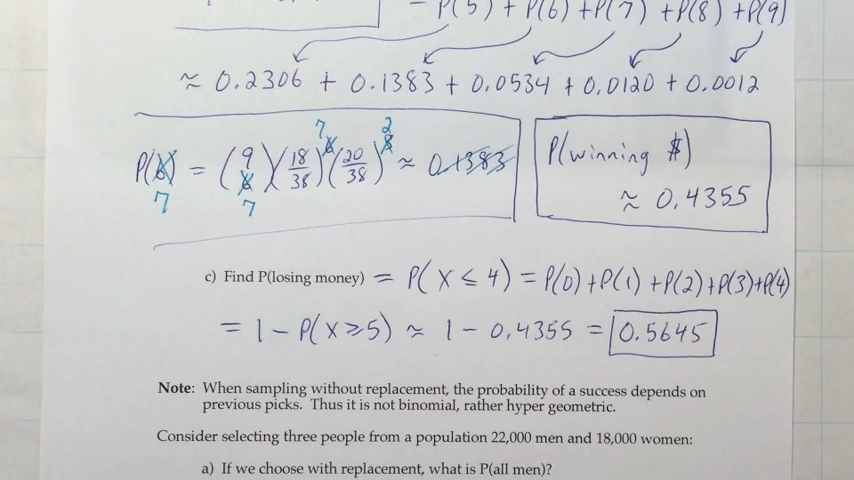 = P(5) + P(6) + P(7) + P(8) + P(9)
≈ 0.2306 + 0.1383 + 0.0534 + 0.0120 + 0.0012
P(6) = (9 6)(18/38)^6 (20/38)^3 ≈ 0.1383
7 7 7 2
P(winning $)
≈ 0.4355
c) Find P(losing money) = P(X ≤ 4) = P(0) + P(1) + P(2) + P(3) + P(4)
= 1 - P(X ≥ 5) ≈ 1 - 0.4355 = 0.5645
Note: When sampling without replacement, the probability of a success depends on
previous picks. Thus it is not binomial, rather hyper geometric.
Consider selecting three people from a population 22,000 men and 18,000 women:
a) If we choose with replacement, what is P(all men)?